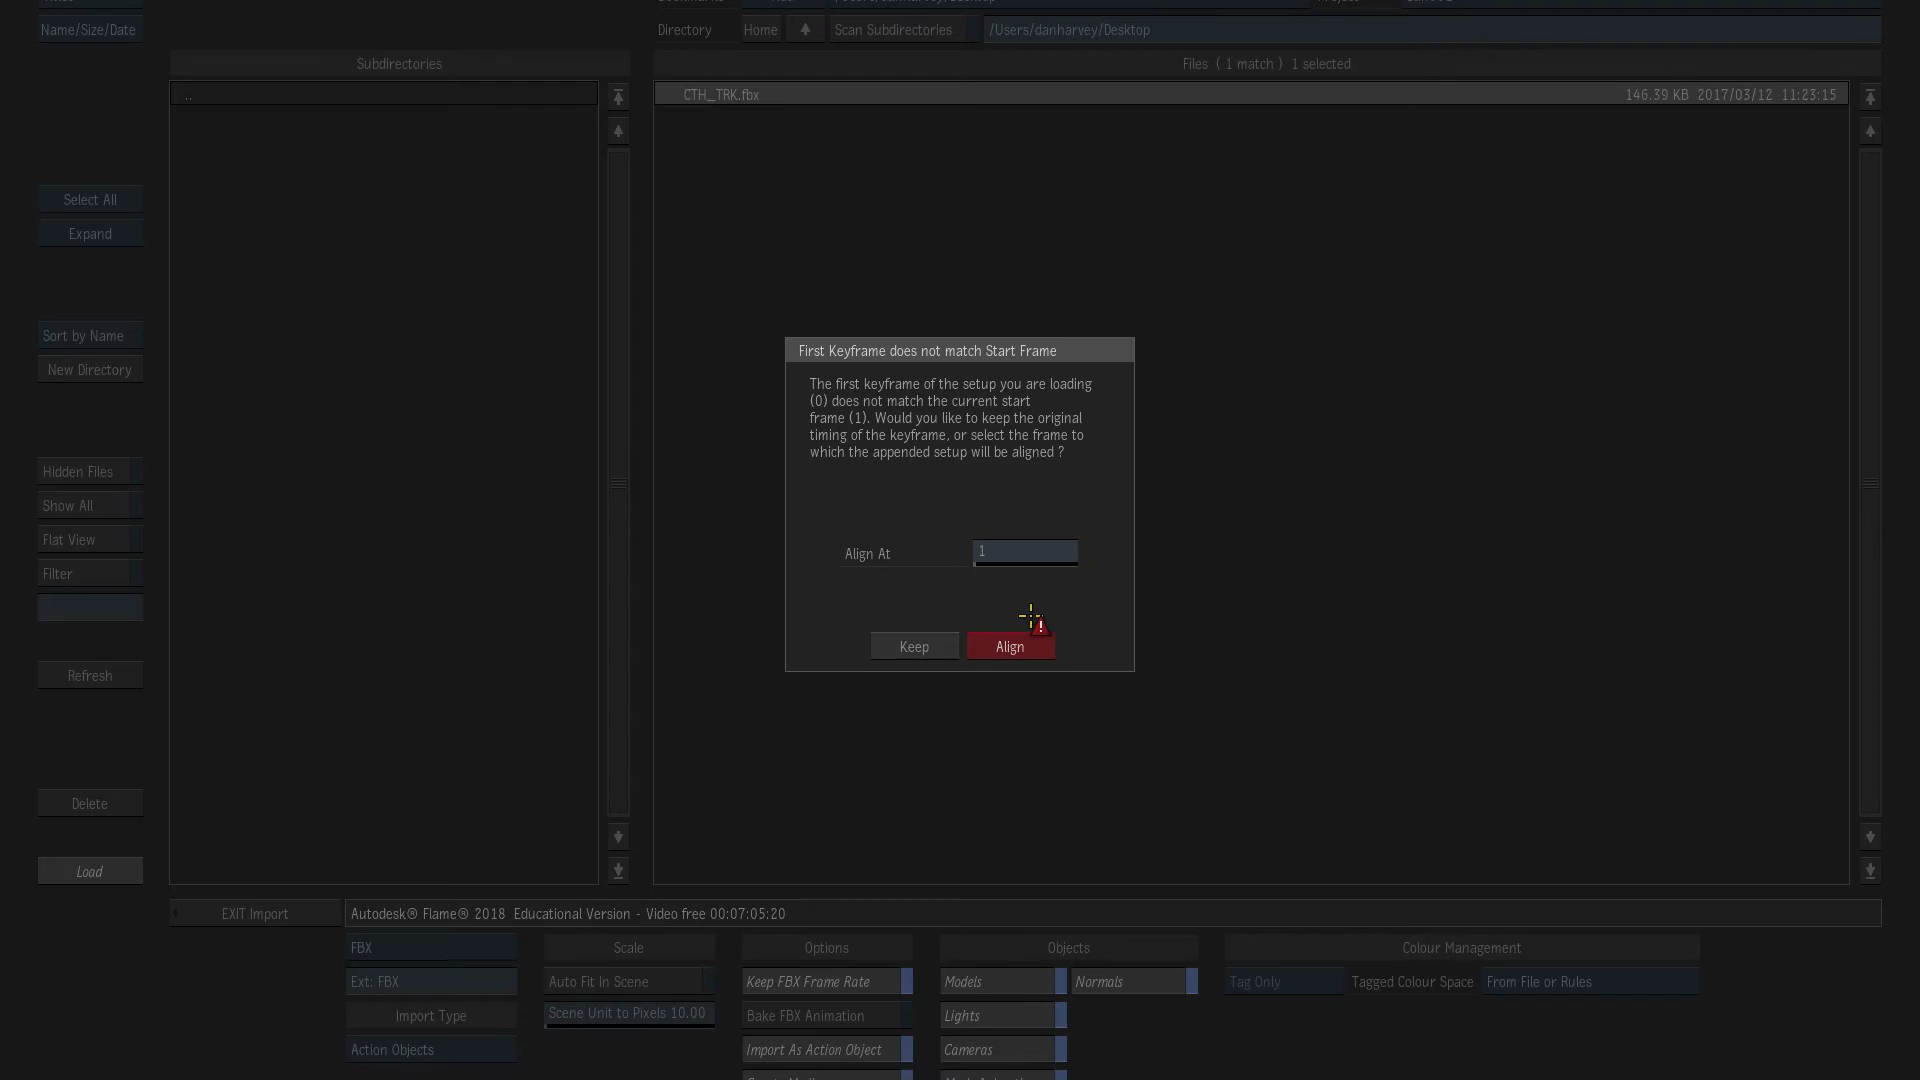 Name/Size/Date
Directory
Home
Scan Subdirectories
/Users/danharvey/Desktop
Subdirectories
Files ( 1 match ) 1 selected
..
CTH_TRK.fbx
146.39 KB 2017/03/12 11:23:15
Select All
Expand
Sort by Name
New Directory
Hidden Files
Show All
Flat View
Filter
Refresh
Delete
Load
First Keyframe does not match Start Frame
The first keyframe of the setup you are loading
(0) does not match the current start
frame (1). Would you like to keep the original
timing of the keyframe, or select the frame to
which the appended setup will be aligned ?
Align At
1
Keep
Align
EXIT Import
Autodesk® Flame® 2018 Educational Version - Video free 00:07:05:20
FBX
Scale
Options
Objects
Colour Management
Ext: FBX
Auto Fit In Scene
Keep FBX Frame Rate
Models
Normals
Tag Only
Tagged Colour Space
From File or Rules
Import Type
Scene Unit to Pixels 10.00
Bake FBX Animation
Lights
Action Objects
Import As Action Object
Cameras